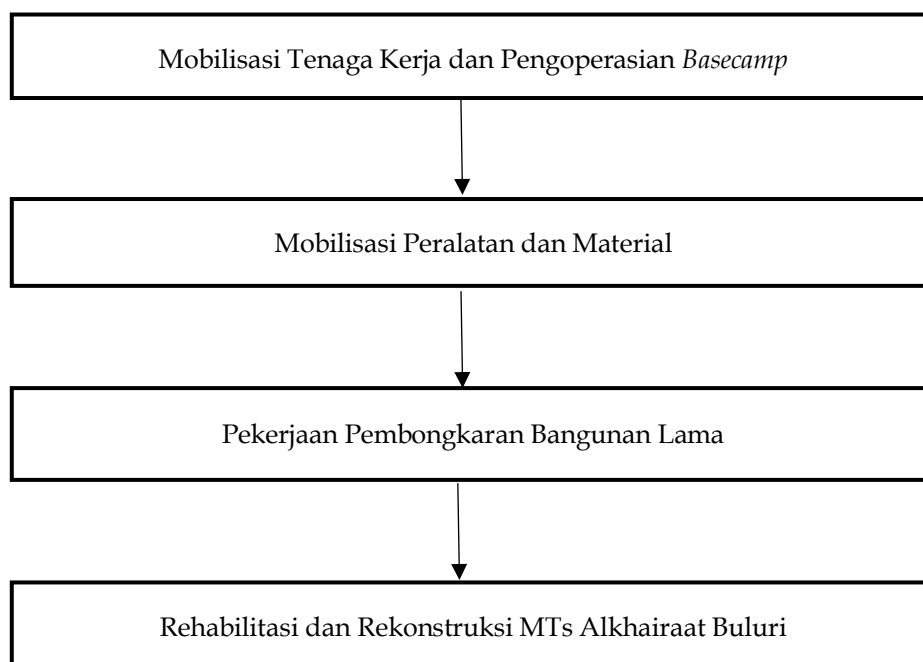 Mobilisasi Tenaga Kerja dan Pengoperasian Basecamp
Mobilisasi Peralatan dan Material
Pekerjaan Pembongkaran Bangunan Lama
Rehabilitasi dan Rekonstruksi MTs Alkhairaat Buluri